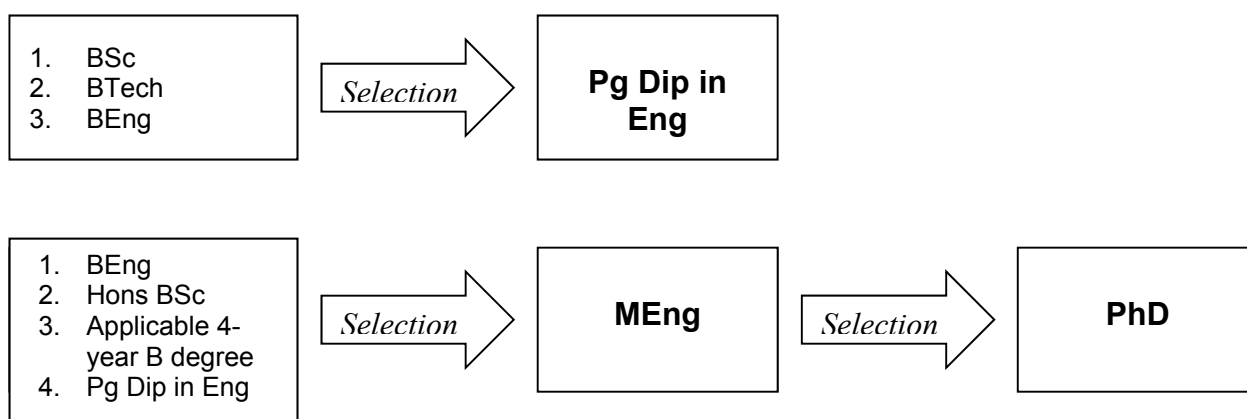 1. BSc
2. BTech
3. BEng
Selection
Pg Dip in
Eng
1. BEng
2. Hons BSc
3. Applicable 4-
year B degree
4. Pg Dip in Eng
Selection
MEng
Selection
PhD